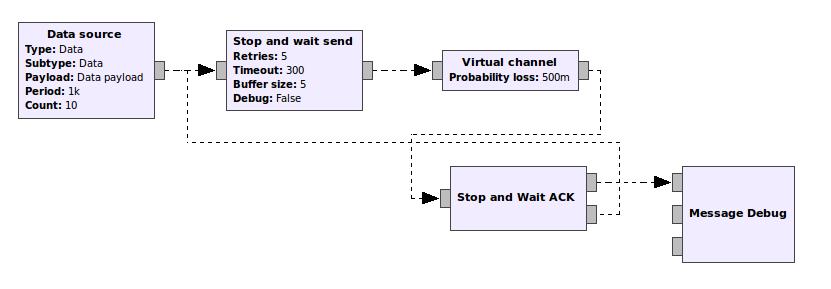 Data source
Type: Data
Subtype: Data
Payload: Data payload
Period: 1k
Count: 10
Stop and wait send
Retries: 5
Timeout: 300
Buffer size: 5
Debug: False
Virtual channel
Probability loss: 500m
Stop and Wait ACK
Message Debug